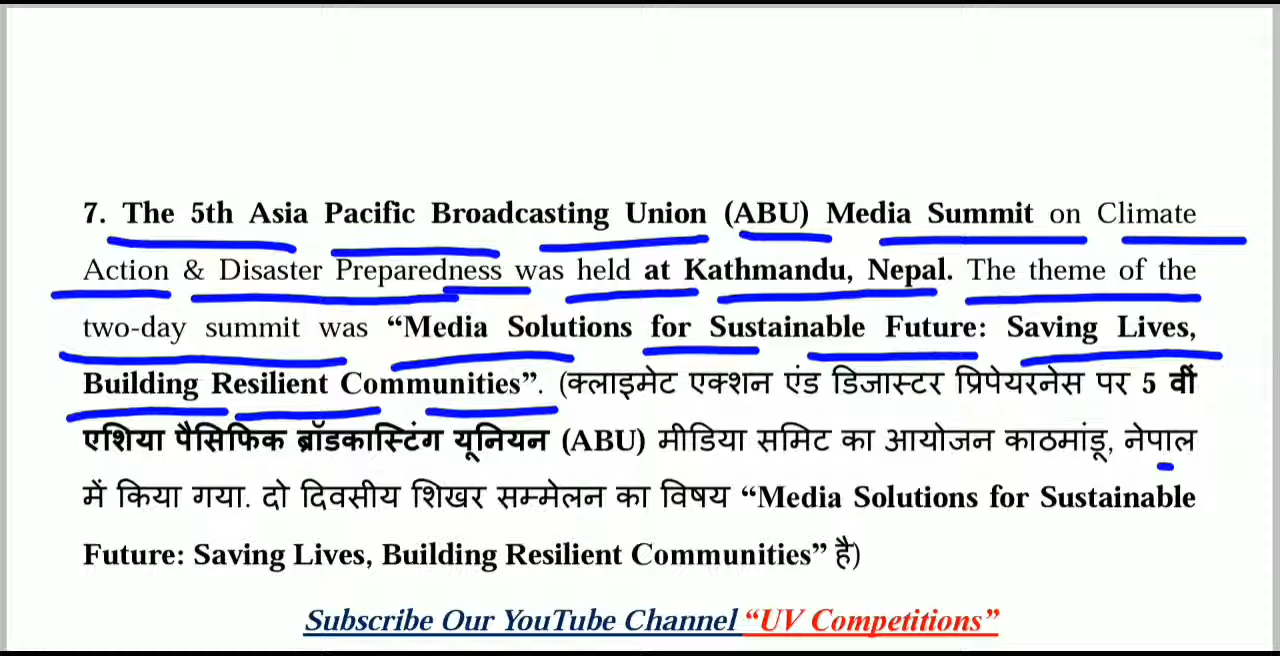 7. The 5th Asia Pacific Broadcasting Union (ABU) Media Summit on Climate
Action & Disaster Preparedness was held at Kathmandu, Nepal. The theme of the
two-day summit was “Media Solutions for Sustainable Future: Saving Lives,
Building Resilient Communities”. (क्लाइमेट एक्शन एंड डिजास्टर प्रिपेयरनेस पर 5 वीं
एशिया पैसिफिक ब्रॉडकास्टिंग यूनियन (ABU) मीडिया समिट का आयोजन काठमांडू, नेपाल
में किया गया. दो दिवसीय शिखर सम्मेलन का विषय “Media Solutions for Sustainable
Future: Saving Lives, Building Resilient Communities” है)
Subscribe Our YouTube Channel “UV Competitions”